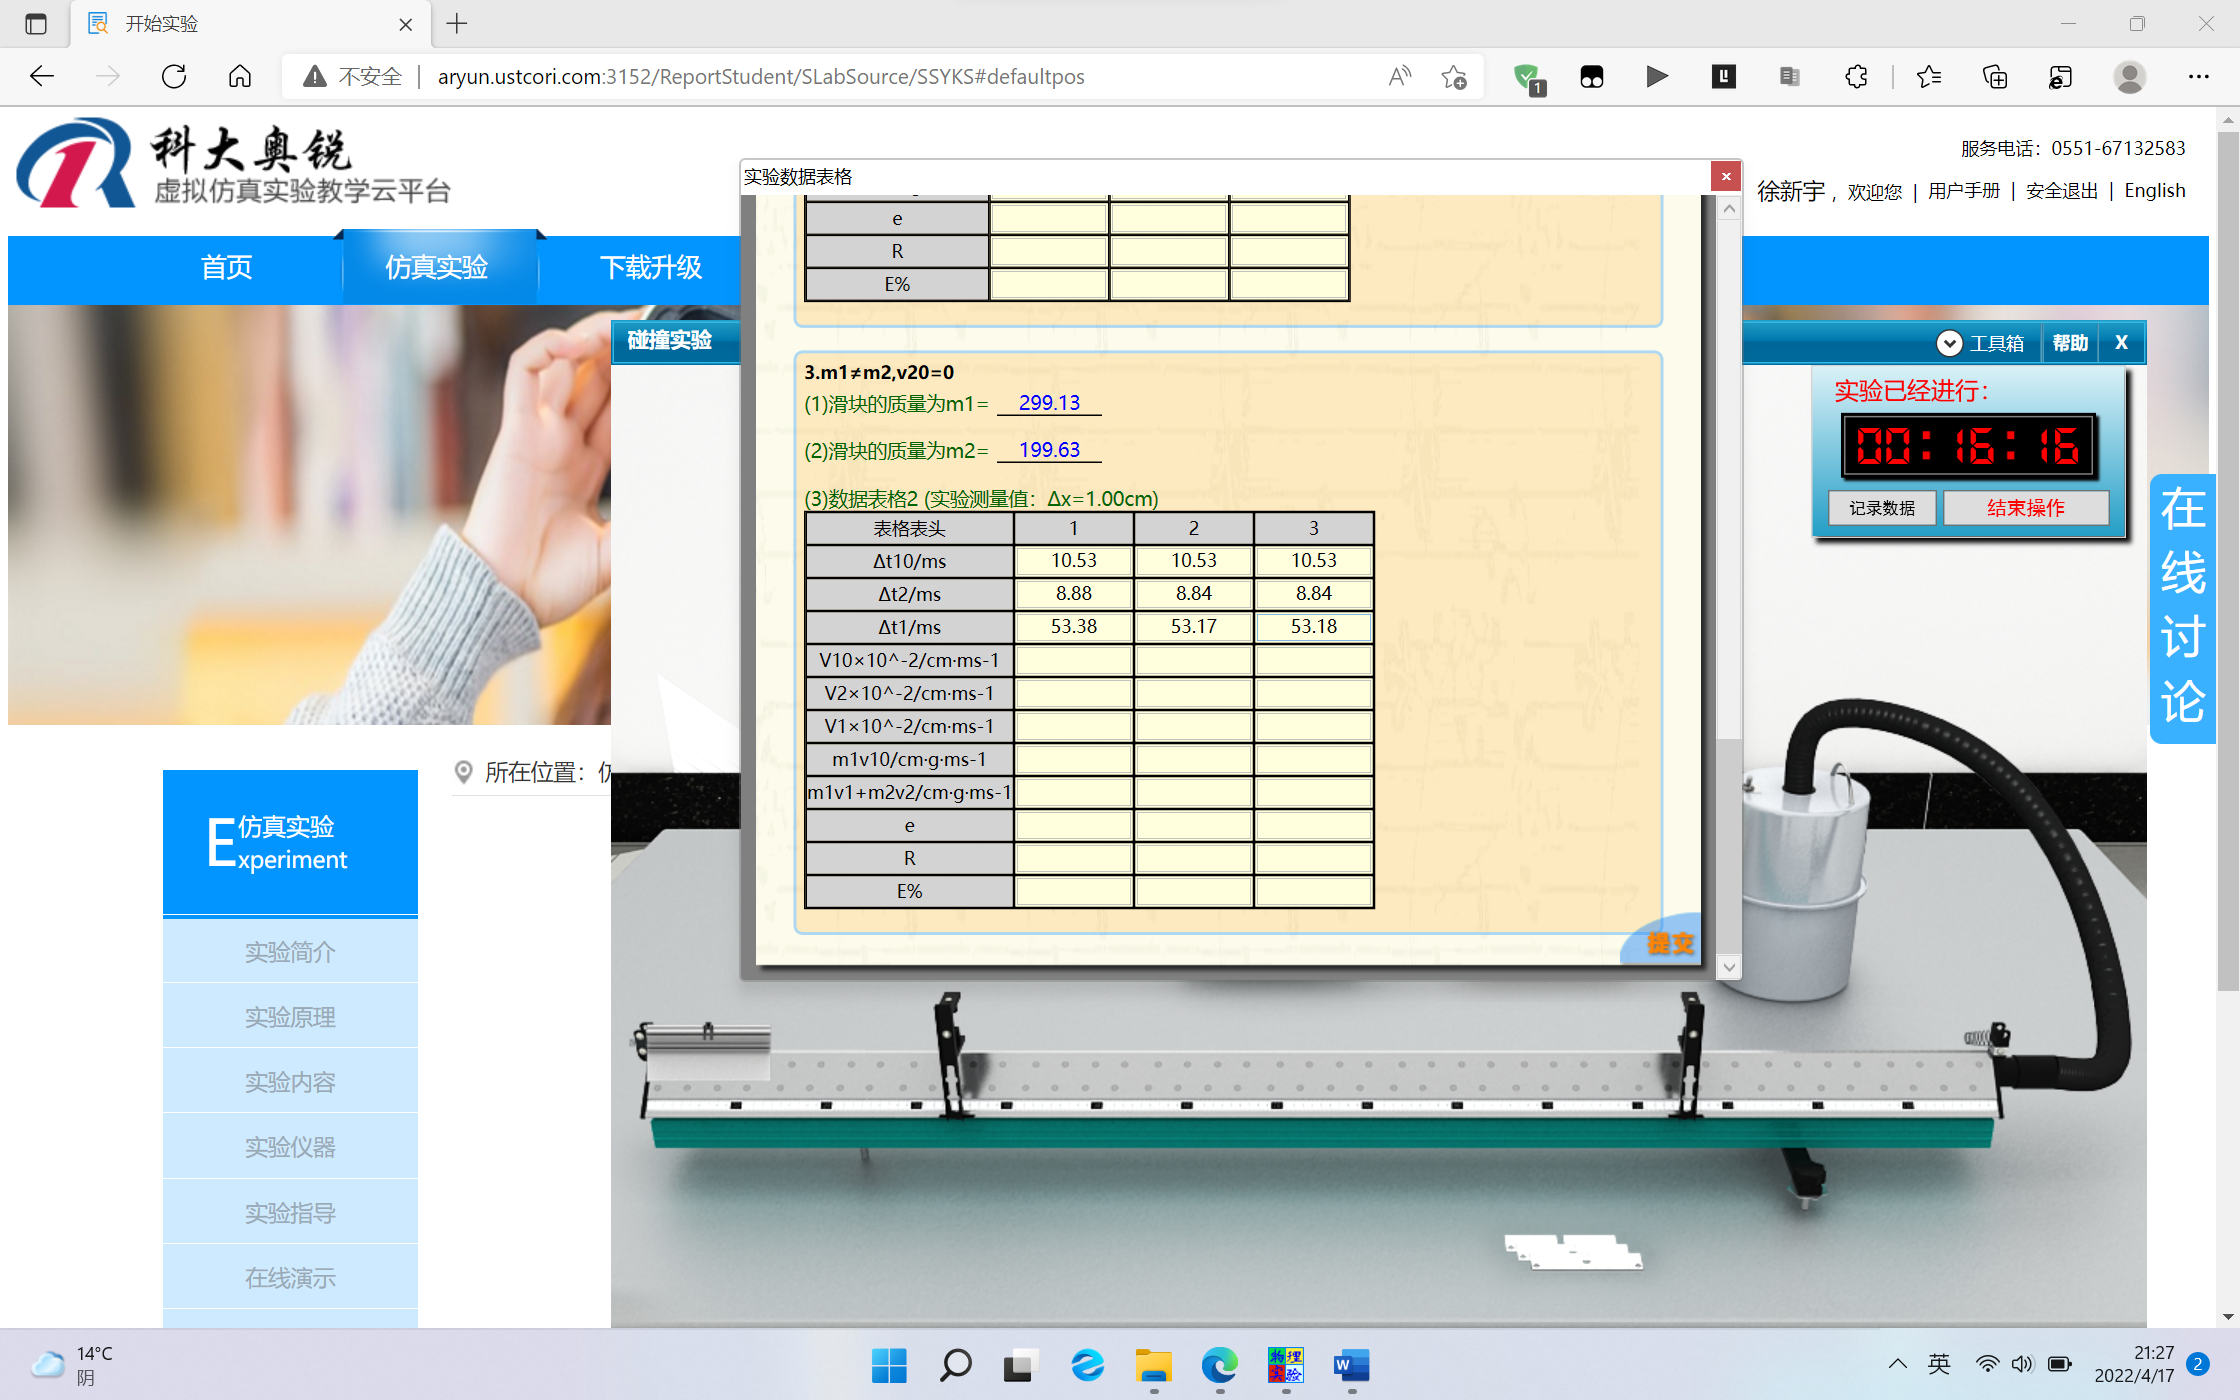 开始实验
不安全 | aryun.ustcori.com:3152/ReportStudent/SLabSource/SSYKS#defaultpos
1
科大奥锐
虚拟仿真实验教学云平台
服务电话：0551-67132583
徐新宇， 欢迎您 | 用户手册 | 安全退出 | English
首页 仿真实验 下载升级
实验数据表格
e
R
E%
3.m1≠m2,v20=0
(1)滑块的质量为m1= 299.13
(2)滑块的质量为m2= 199.63
(3)数据表格2 (实验测量值：Δx=1.00cm)
表格表头 1 2 3
Δt10/ms 10.53 10.53 10.53
Δt2/ms 8.88 8.84 8.84
Δt1/ms 53.38 53.17 53.18
V10×10^-2/cm·ms-1
V2×10^-2/cm·ms-1
V1×10^-2/cm·ms-1
m1v10/cm·g·ms-1
m1v1+m2v2/cm·g·ms-1
e
R
E%
提交
碰撞实验
工具箱 帮助 X
实验已经进行：
00:16:16
记录数据 结束操作
在线讨论
所在位置：
仿真实验
Experiment
实验简介
实验原理
实验内容
实验仪器
实验指导
在线演示
14°C
阴
物理
实验
W
英
21:27
2022/4/17
2